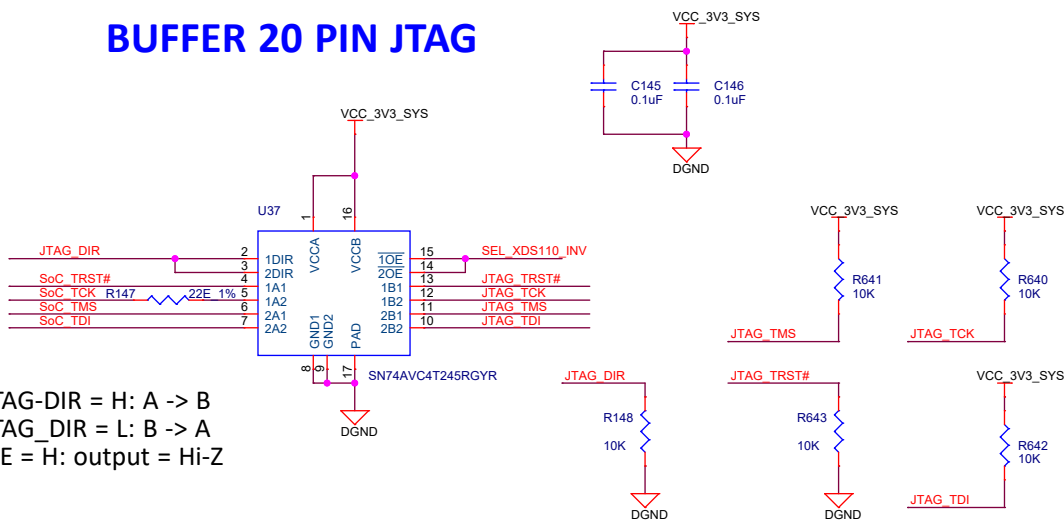 BUFFER 20 PIN JTAG
VCC_3V3_SYS
C145
0.1uF
C146
0.1uF
DGND
VCC_3V3_SYS
U37
1
16
VCCA
VCCB
JTAG_DIR
2
1DIR
3
2DIR
SoC_TRST#
4
1A1
SoC_TCK
R147
22E_1%
5
1A2
SoC_TMS
6
2A1
SoC_TDI
7
2A2
1OE
15
SEL_XDS110_INV
2OE
14
1B1
13
JTAG_TRST#
1B2
12
JTAG_TCK
2B1
11
JTAG_TMS
2B2
10
JTAG_TDI
GND1
GND2
PAD
8
9
17
SN74AVC4T245RGYR
DGND
TAG-DIR = H: A -> B
TAG_DIR = L: B -> A
E = H: output = Hi-Z
VCC_3V3_SYS
R641
10K
JTAG_TMS
VCC_3V3_SYS
R640
10K
JTAG_TCK
JTAG_DIR
R148
10K
DGND
JTAG_TRST#
R643
10K
DGND
VCC_3V3_SYS
R642
10K
JTAG_TDI